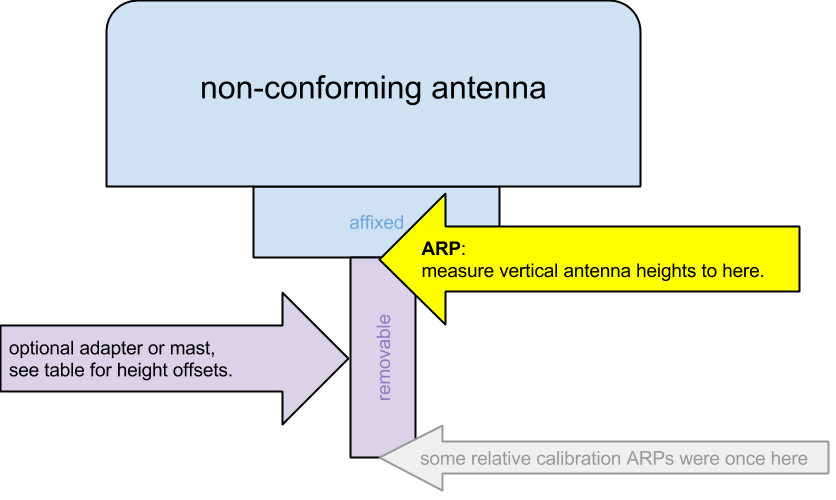 non-conforming antenna
affixed
ARP:
measure vertical antenna heights to here.
optional adapter or mast,
see table for height offsets.
removable
some relative calibration ARPs were once here